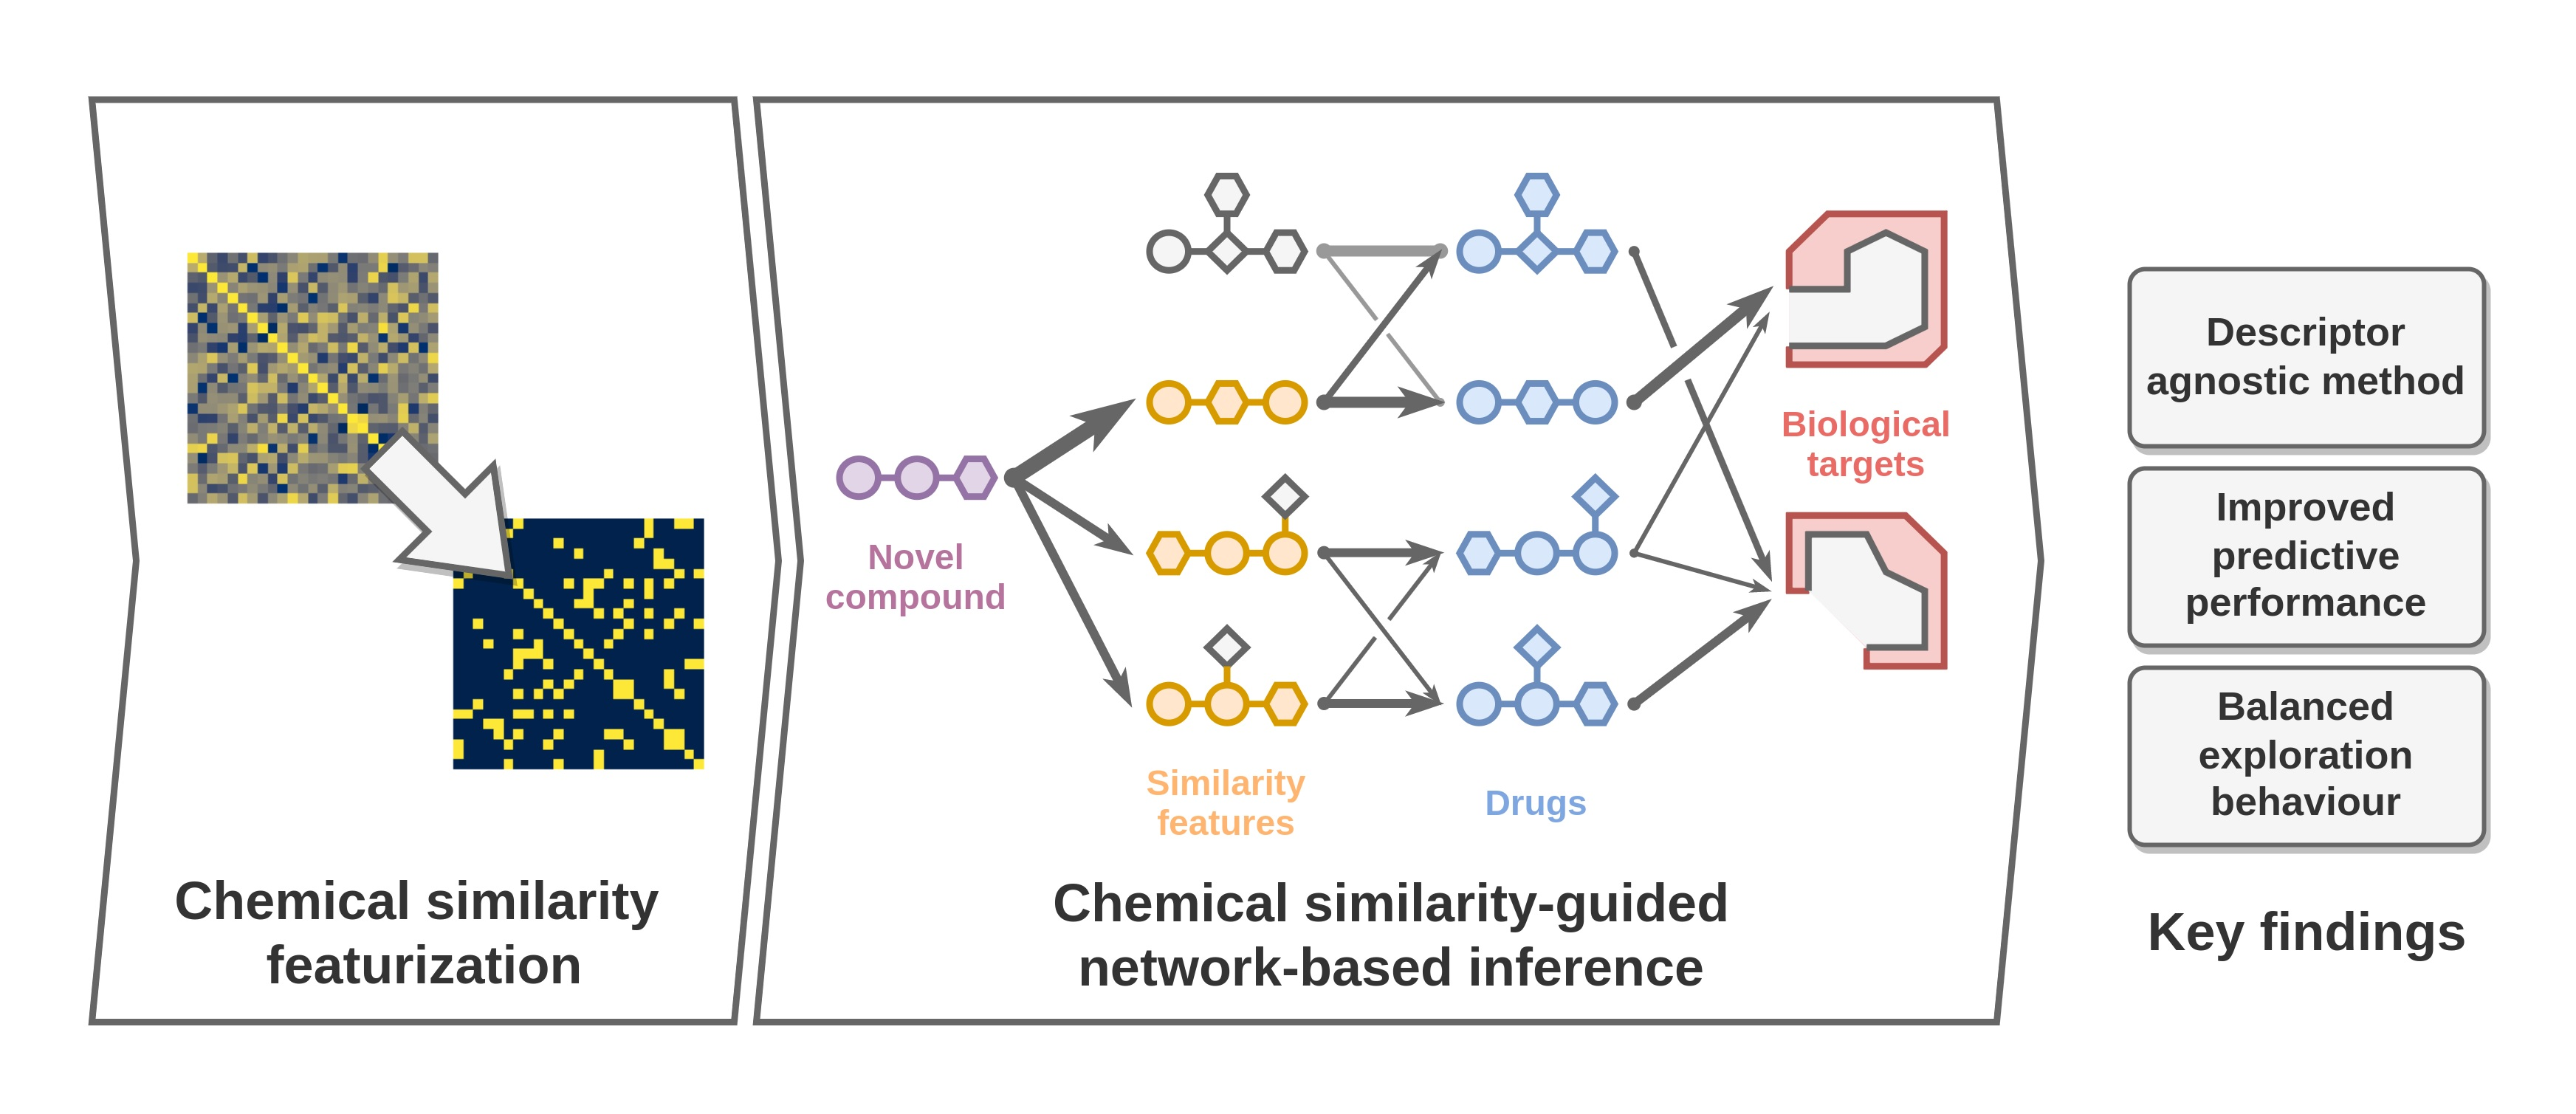 Chemical similarity
featurization
Novel
compound
Similarity
features
Drugs
Biological
targets
Chemical similarity-guided
network-based inference
Descriptor
agnostic method
Improved
predictive
performance
Balanced
exploration
behaviour
Key findings